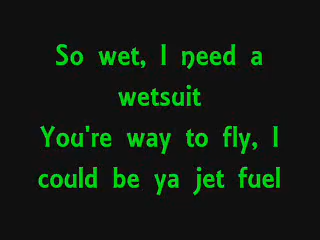 So wet, I need a
wetsuit
You're way to fly, I
could be ya jet fuel